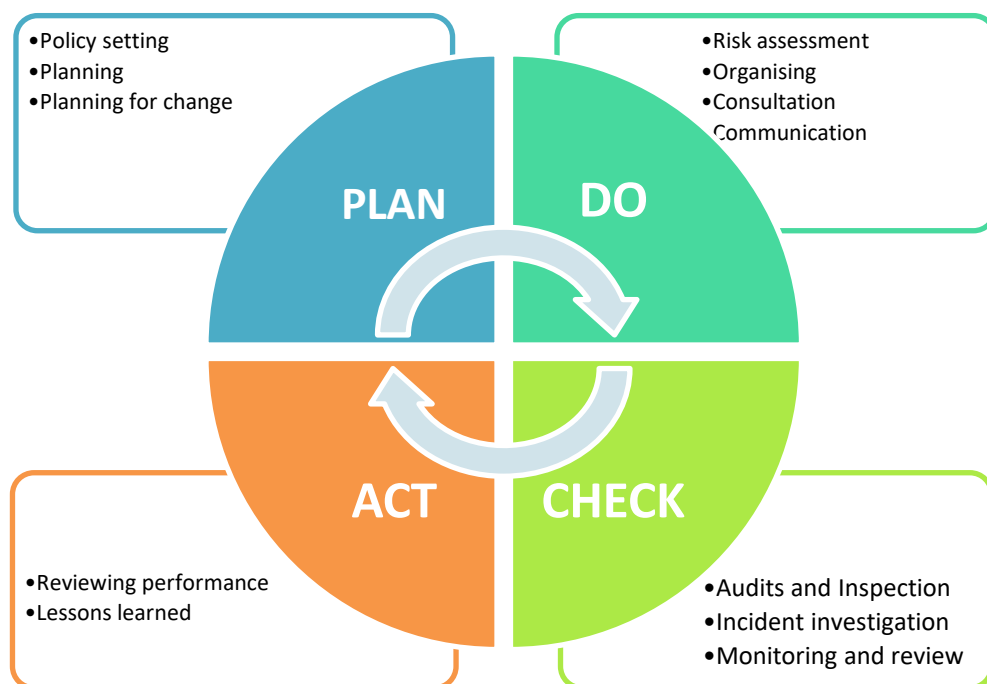 •Policy setting
•Planning
•Planning for change
•Risk assessment
•Organising
•Consultation
Communication
PLAN
DO
ACT
CHECK
•Reviewing performance
•Lessons learned
•Audits and Inspection
•Incident investigation
•Monitoring and review